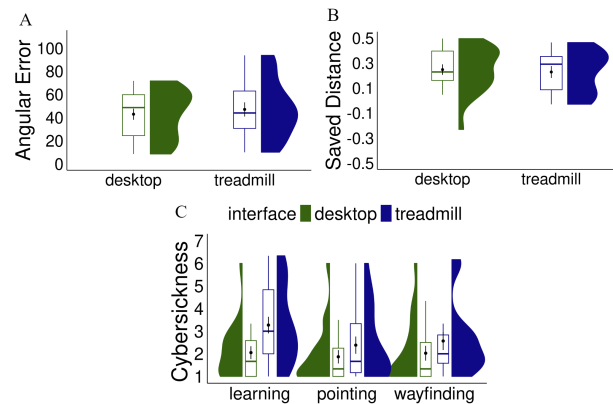 A
Angular Error
100
80
60
40
20
0
desktop treadmill
B
Saved Distance
0.5
0.3
0.1
-0.1
-0.3
-0.5
desktop treadmill
C
interface desktop treadmill
Cybersickness
7
6
5
4
3
2
1
learning pointing wayfinding